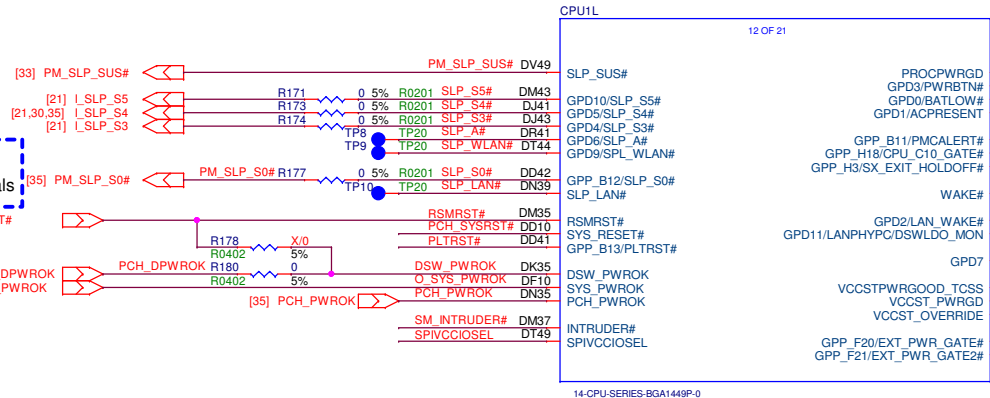 CPU1L
12 OF 21
[33] PM_SLP_SUS# PM_SLP_SUS# DV49 SLP_SUS# PROCPWRGD
GPD3/PWRBTN#
[21] I_SLP_S5 R171 0 5% R0201 SLP_S5# DM43 GPD10/SLP_S5# GPD0/BATLOW#
[21,30,35] I_SLP_S4 R173 0 5% R0201 SLP_S4# DJ41 GPD5/SLP_S4# GPD1/ACPRESENT
[21] I_SLP_S3 R174 0 5% R0201 SLP_S3# DJ43 GPD4/SLP_S3#
TP8 TP20 SLP_A# DR41 GPD6/SLP_A# GPP_B11/PMCALERT#
TP9 TP20 SLP_WLAN# DT44 GPD9/SPL_WLAN# GPP_H18/CPU_C10_GATE#
GPP_H3/SX_EXIT_HOLDOFF#
[35] PM_SLP_S0# PM_SLP_S0# R177 0 5% R0201 SLP_S0# DD42 GPP_B12/SLP_S0#
TP10 TP20 SLP_LAN# DN39 SLP_LAN# WAKE#
RSMRST# DM35 RSMRST# GPD2/LAN_WAKE#
PCH_SYSRST# DD10 SYS_RESET# GPD11/LANPHYPC/DSWLDO_MON
R178 X/0 PLTRST# DD41 GPP_B13/PLTRST#
R0402 5%
GPD7
DPWROK PCH_DPWROK R180 0 DSW_PWROK DK35 DSW_PWROK
PWROK R0402 5% O_SYS_PWROK DF10 SYS_PWROK VCCSTPWRGOOD_TCSS
[35] PCH_PWROK PCH_PWROK DN35 PCH_PWROK VCCST_PWRGD
VCCST_OVERRIDE
SM_INTRUDER# DM37 INTRUDER#
SPIVCCIOSEL DT49 SPIVCCIOSEL GPP_F20/EXT_PWR_GATE#
GPP_F21/EXT_PWR_GATE2#
14-CPU-SERIES-BGA1449P-0